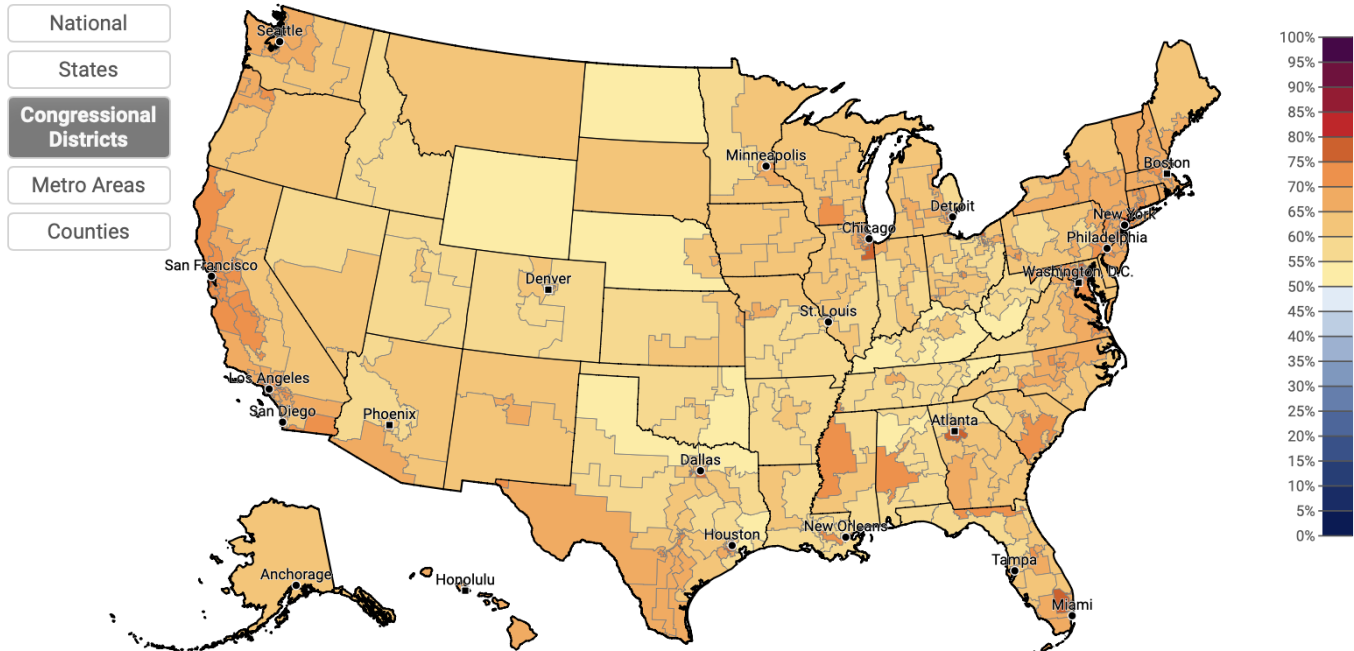 National
States
Congressional
Districts
Metro Areas
Counties
Seattle
Minneapolis
Boston
Detroit
New York
Chicago
Philadelphia
San Francisco
Denver
Washington, D.C.
St. Louis
Los Angeles
San Diego
Phoenix
Atlanta
Dallas
New Orleans
Houston
Tampa
Anchorage
Honolulu
Miami
100%
95%
90%
85%
80%
75%
70%
65%
60%
55%
50%
45%
40%
35%
30%
25%
20%
15%
10%
5%
0%